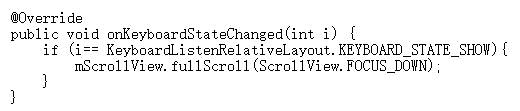 @Override
public void onKeyboardStateChanged(int i) {
    if (i== KeyboardListenRelativeLayout.KEYBOARD_STATE_SHOW){
        mScrollView.fullScroll(ScrollView.FOCUS_DOWN);
    }
}